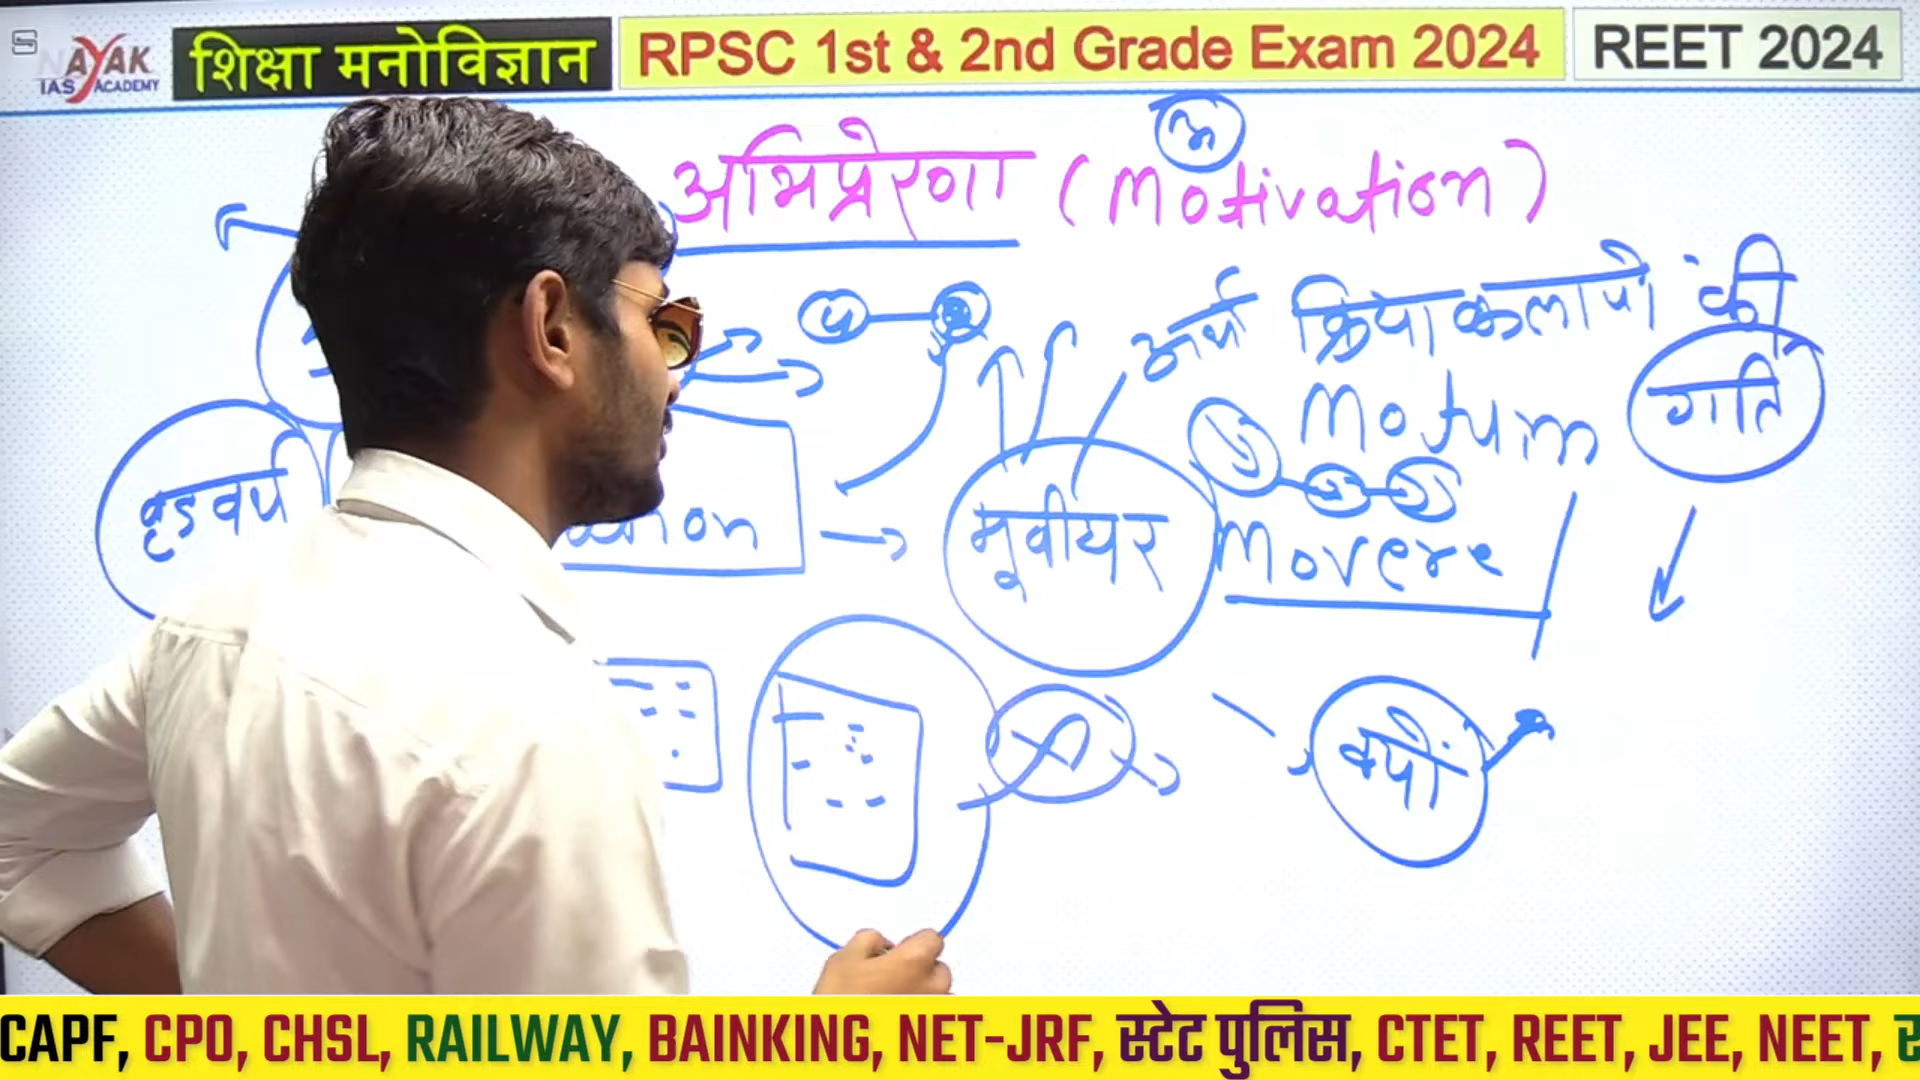 NAYAK
IAS ACADEMY
शिक्षा मनोविज्ञान
RPSC 1st & 2nd Grade Exam 2024
REET 2024
अभिप्रेरणा (Motivation)
अर्थ क्रियाकलापो की
गति
Motum
वुडवर्थ
मूवीयर
Movere
क्यों
CAPF, CPO, CHSL, RAILWAY, BAINKING, NET-JRF, स्टेट पुलिस, CTET, REET, JEE, NEET,